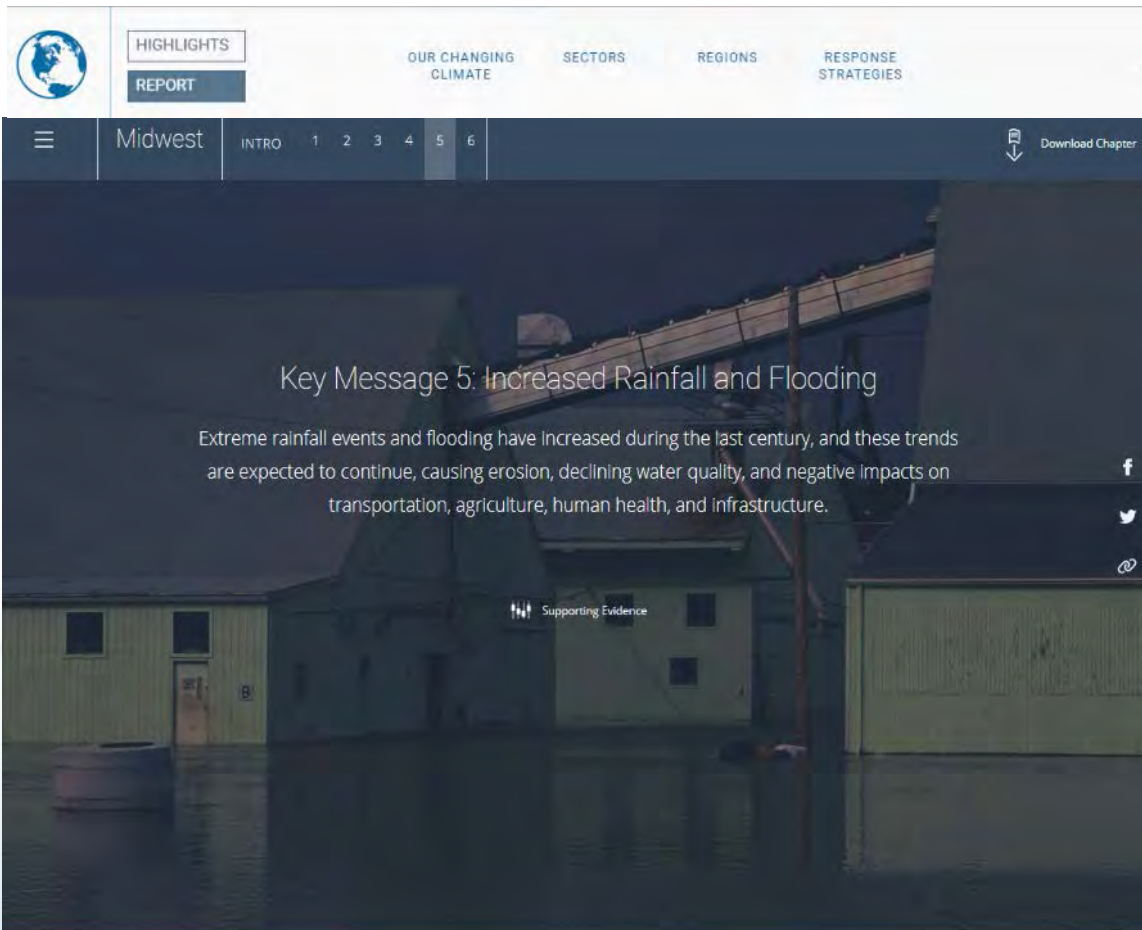 HIGHLIGHTS
REPORT
OUR CHANGING
CLIMATE
SECTORS
REGIONS
RESPONSE
STRATEGIES
Midwest
INTRO 1 2 3 4 5 6
Download Chapter
Key Message 5: Increased Rainfall and Flooding
Extreme rainfall events and flooding have increased during the last century, and these trends
are expected to continue, causing erosion, declining water quality, and negative impacts on
transportation, agriculture, human health, and infrastructure.
Supporting Evidence
B